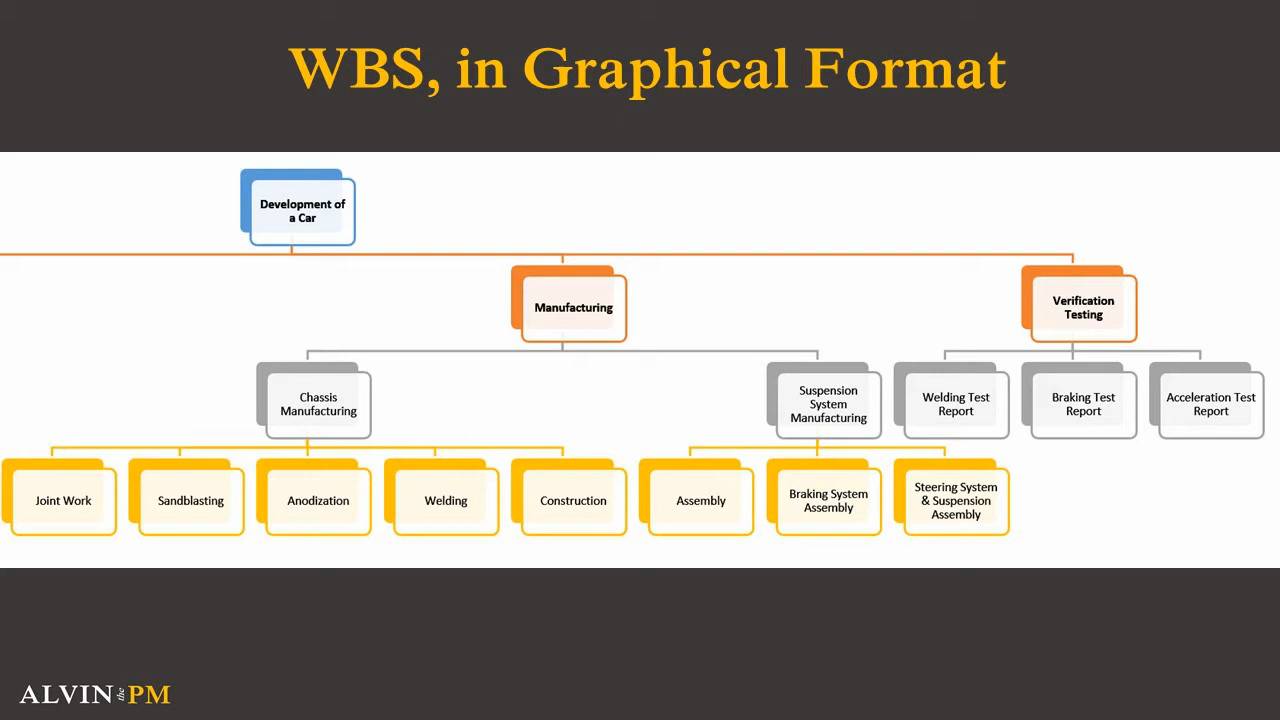 WBS, in Graphical Format
Development of
a Car
Manufacturing
Verification
Testing
Chassis
Manufacturing
Suspension
System
Manufacturing
Welding Test
Report
Braking Test
Report
Acceleration Test
Report
Joint Work
Sandblasting
Anodization
Welding
Construction
Assembly
Braking System
Assembly
Steering System
& Suspension
Assembly
ALVIN the PM